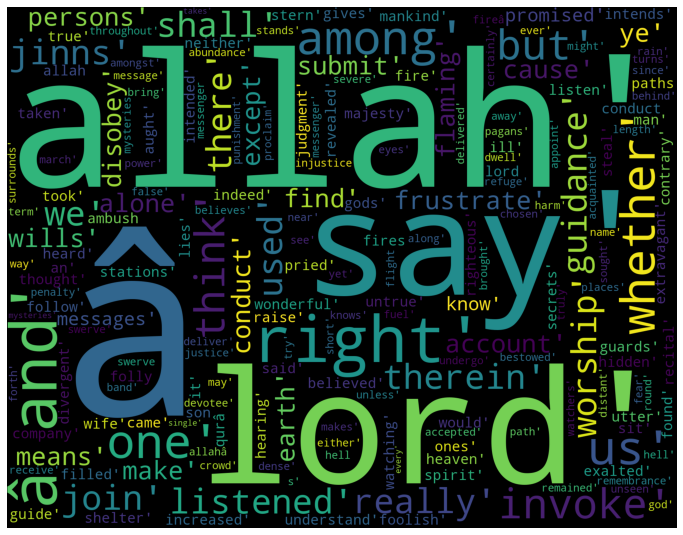 persons' shall' promised' intends'
jinns' among' but' ye'
allah'
disobey'
there'
except'
submit'
cause'
flaming'
stern' gives' mankind'
throughout' stands'
true' neither' amongst'
allah abundance'
message' severe' fire' turns'
bring' intended' messenger'
mysteries' punishment' proclaim'
judgment' injustice'
messenger' revealed'
majesty' eyes'
listen' paths
since' behind'
might' rain'
conduct' man'
length'
away' pagans'
delivered' appoint'
ill' dwell
lord refuge'
steal'
acquainted'
contrary'
surrounds'
taken' aught'
march' power'
took' alone' indeed' find' frustrate'
we' ambush gods' chosen' harm'
term' false' believes'
wills' used'
whether'
guidance'
worship
'
say'
â
and'
think'
lies' near' righteous'
heard' fires along'
way' an' stations' pried' see' flight
thought' yet'
extravagant
name'
sought'
places'
follow penalty' conduct' wonderful' untrue' brought'
messages' raise' know' secrets'
swerve' right' knows' fuel' truly
deliver' justice' short' account' guards'
divergent' swerve try' undergo' hidden'
folly said' bestowed' recital'
forth' band' it' believed' therein' distant'
company' may' unless' would' utter found'
qurâ son' earth' watchers' fear' round'
wife' came' devotee'
â
lord'
'
one' us'
means' allahâ hearing' either' makes' accepted' path' sit'
watching' hell ones' exalted' hell'
receive' filled' make' crowd' every' heaven'
s' dense' spirit' remained' remembrance'
join' listened' really' invoke'
unseen'
guide' shelter' increased' understand' foolish' god'
single'